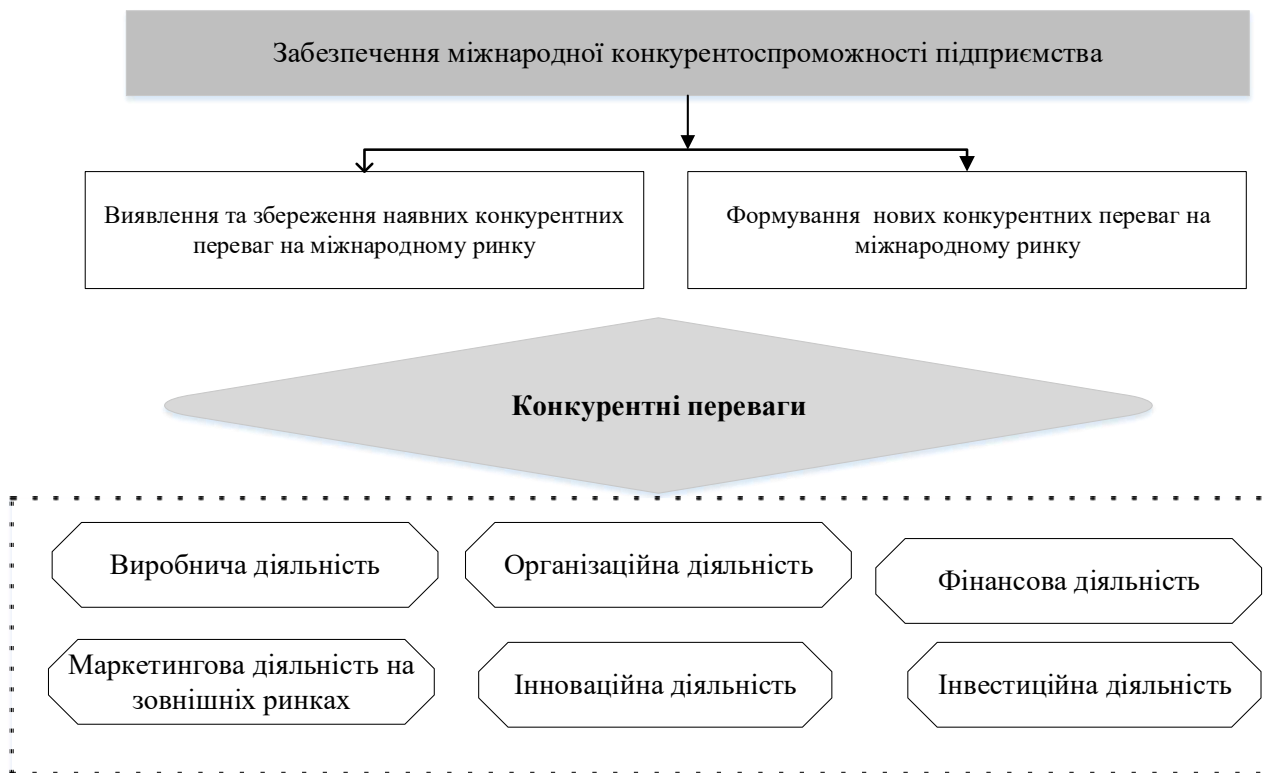 Забезпечення міжнародної конкурентоспроможності підприємства
Виявлення та збереження наявних конкурентних
переваг на міжнародному ринку
Формування  нових конкурентних переваг на
міжнародному ринку
Конкурентні переваги
Виробнича діяльність
Організаційна діяльність
Фінансова діяльність
Маркетингова діяльність на
зовнішніх ринках
Інноваційна діяльність
Інвестиційна діяльність